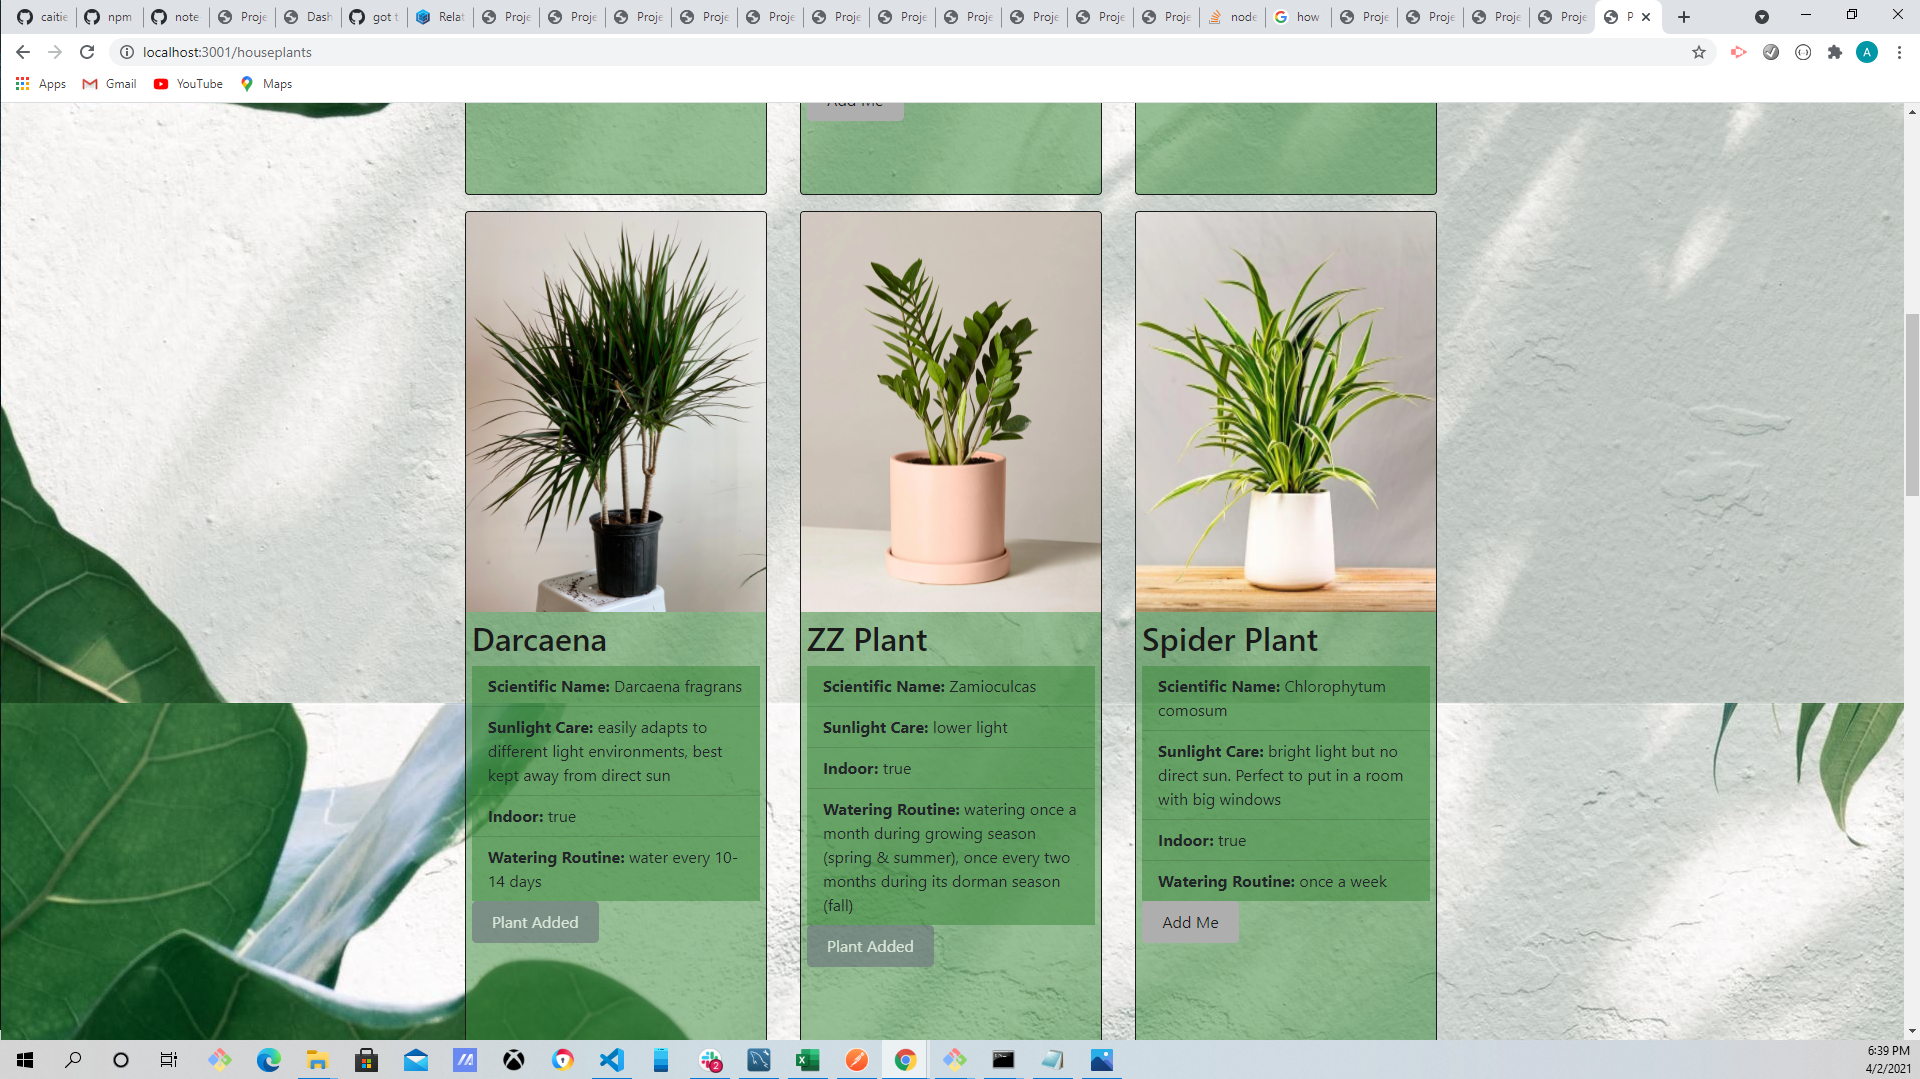 caitie
npm
note
Proje
Dash
got t
Relat
Proje
Proje
Proje
Proje
Proje
Proje
Proje
Proje
Proje
Proje
Proje
node
how
Proje
Proje
Proje
Proje
P
localhost:3001/houseplants
A
Apps
Gmail
YouTube
Maps
Add Me
Darcaena
Scientific Name: Darcaena fragrans
Sunlight Care: easily adapts to
different light environments, best
kept away from direct sun
Indoor: true
Watering Routine: water every 10-
14 days
Plant Added
ZZ Plant
Scientific Name: Zamioculcas
Sunlight Care: lower light
Indoor: true
Watering Routine: watering once a
month during growing season
(spring & summer), once every two
months during its dorman season
(fall)
Plant Added
Spider Plant
Scientific Name: Chlorophytum
comosum
Sunlight Care: bright light but no
direct sun. Perfect to put in a room
with big windows
Indoor: true
Watering Routine: once a week
Add Me
2
6:39 PM
4/2/2021